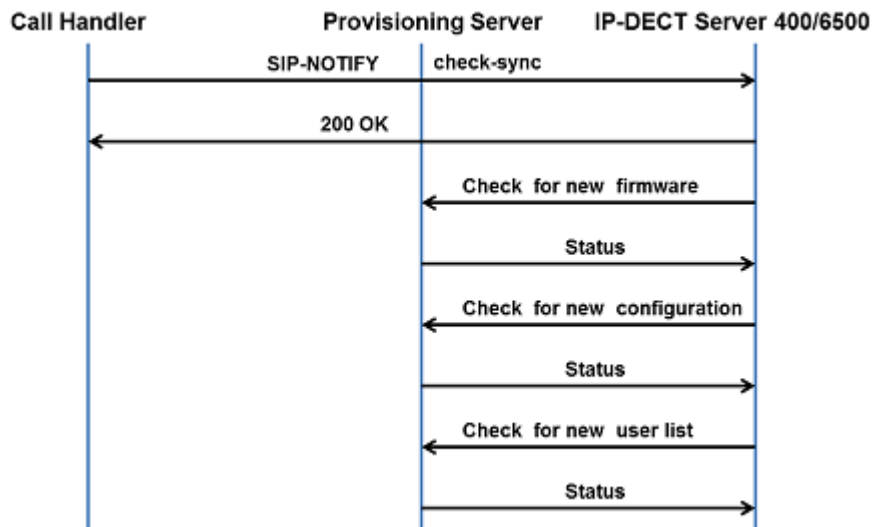 Call Handler Provisioning Server IP-DECT Server 400/6500
SIP-NOTIFY check-sync
200 OK
Check for new firmware
Status
Check for new configuration
Status
Check for new user list
Status